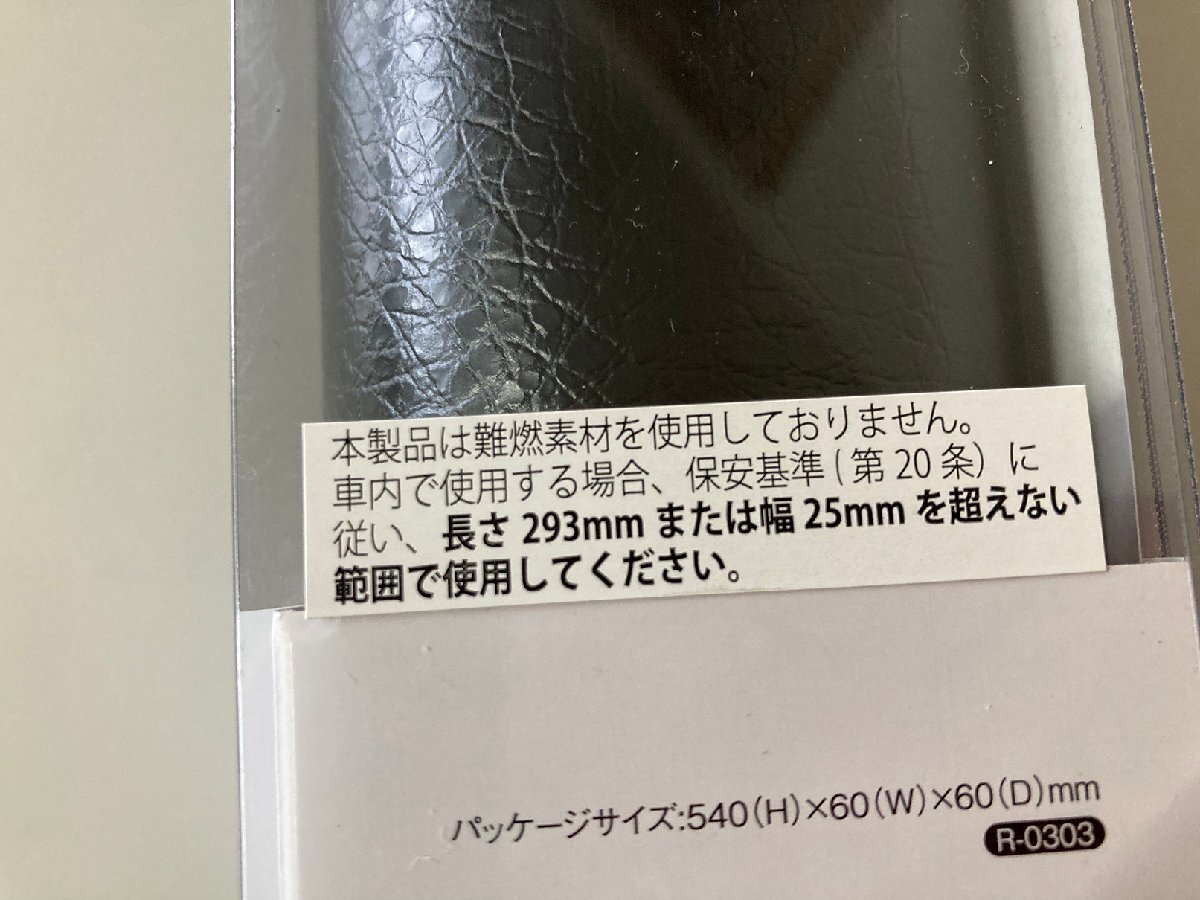 本製品は難燃素材を使用しておりません。
車内で使用する場合、保安基準(第20条)に
従い、長さ293mmまたは幅25mmを超えない
範囲で使用してください。
パッケージサイズ:540(H)×60(W)×60(D)mm
R-0303